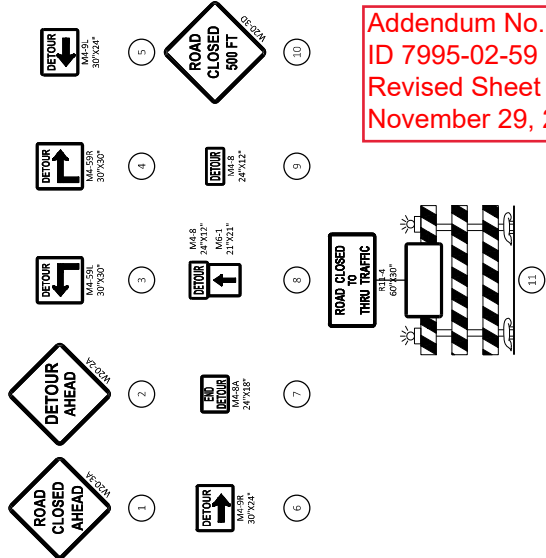 ROAD
CLOSED
AHEAD
W20-3A
1
DETOUR
AHEAD
W20-2A
2
DETOUR
M4-59L
30"X30"
3
DETOUR
M4-59R
30"X30"
4
DETOUR
M4-9L
30"X24"
5
DETOUR
M4-9R
30"X24"
6
END
DETOUR
M4-8A
24"X18"
7
M4-8
24"X12"
DETOUR
M6-1
21"X21"
8
DETOUR
M4-8
24"X12"
9
ROAD
CLOSED
500 FT
W20-3D
10
ROAD CLOSED
TO
THRU TRAFFIC
R11-4
60"X30"
11
Addendum No.
ID 7995-02-59
Revised Sheet
November 29,